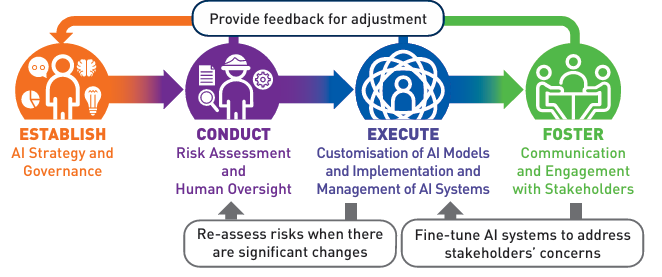 Provide feedback for adjustment
ESTABLISH
AI Strategy and
Governance
CONDUCT
Risk Assessment
and
Human Oversight
EXECUTE
Customisation of AI Models
and Implementation and
Management of AI Systems
FOSTER
Communication
and Engagement
with Stakeholders
Re-assess risks when there
are significant changes
Fine-tune AI systems to address
stakeholders’ concerns